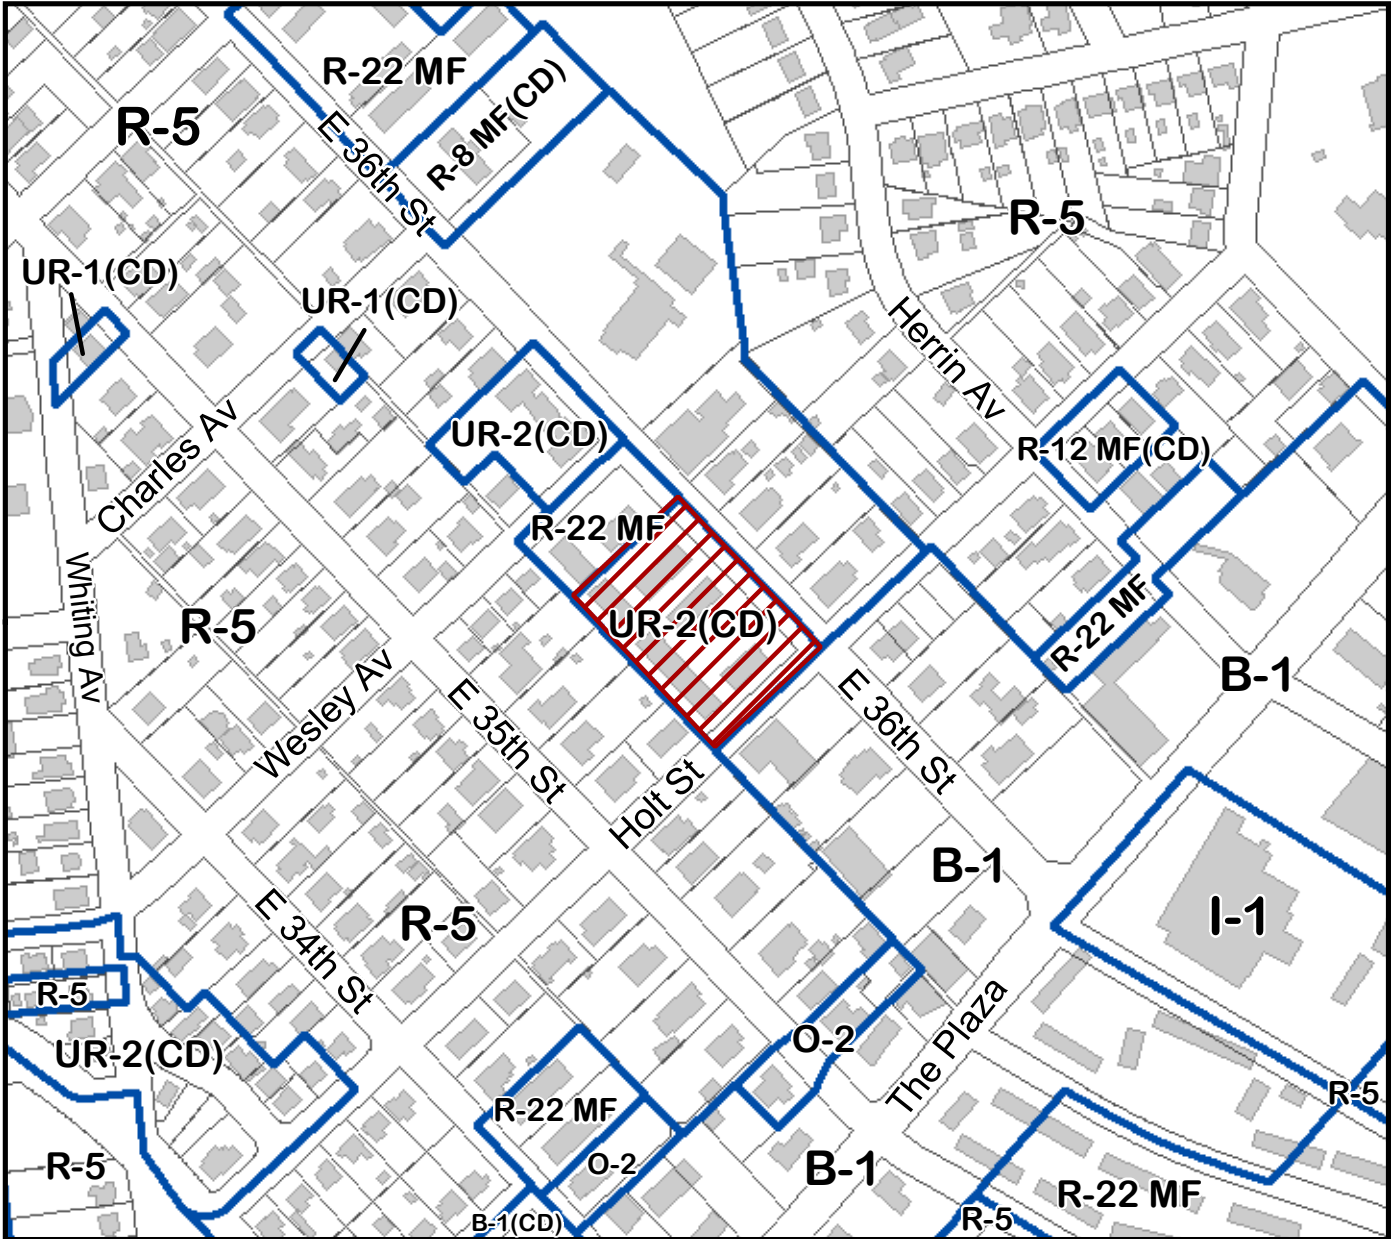 R-22 MF
R-8 MF(CD)
R-5
E 36th St
R-5
UR-1(CD)
UR-1(CD)
Herrin Av
Charles Av
UR-2(CD)
R-12 MF(CD)
R-22 MF
Whiting Av
R-5
UR-2(CD)
R-22 MF
Wesley Av
E 35th St
E 36th St
B-1
Holt St
B-1
I-1
E 34th St
R-5
R-5
UR-2(CD)
O-2
The Plaza
R-5
R-22 MF
R-5
O-2
B-1
R-22 MF
B-1(CD)
R-5